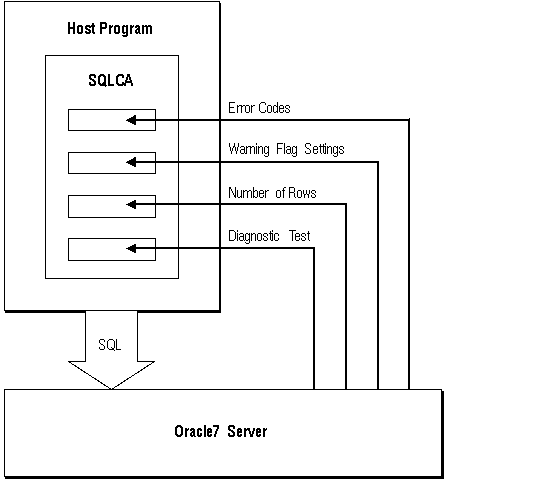 Host Program
SQLCA
Error Codes
Warning Flag Settings
Number of Rows
Diagnostic Test
SQL
Oracle7 Server